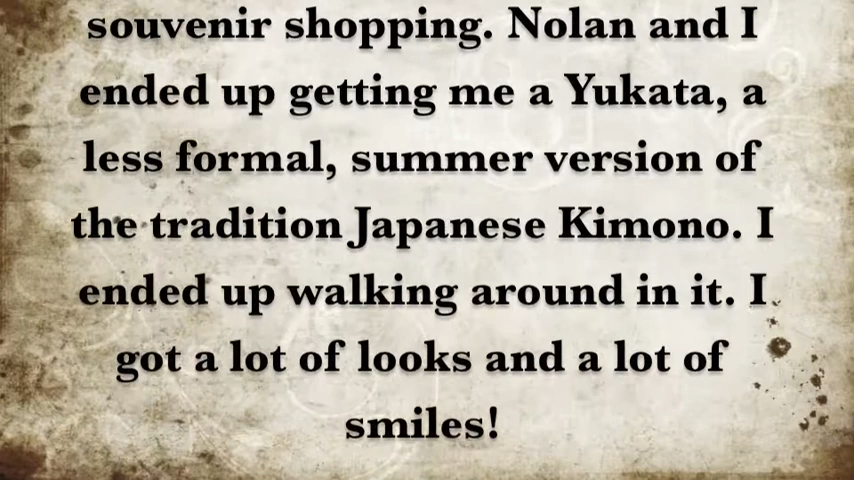 souvenir shopping. Nolan and I
ended up getting me a Yukata, a
less formal, summer version of
the tradition Japanese Kimono. I
ended up walking around in it. I
got a lot of looks and a lot of
smiles!